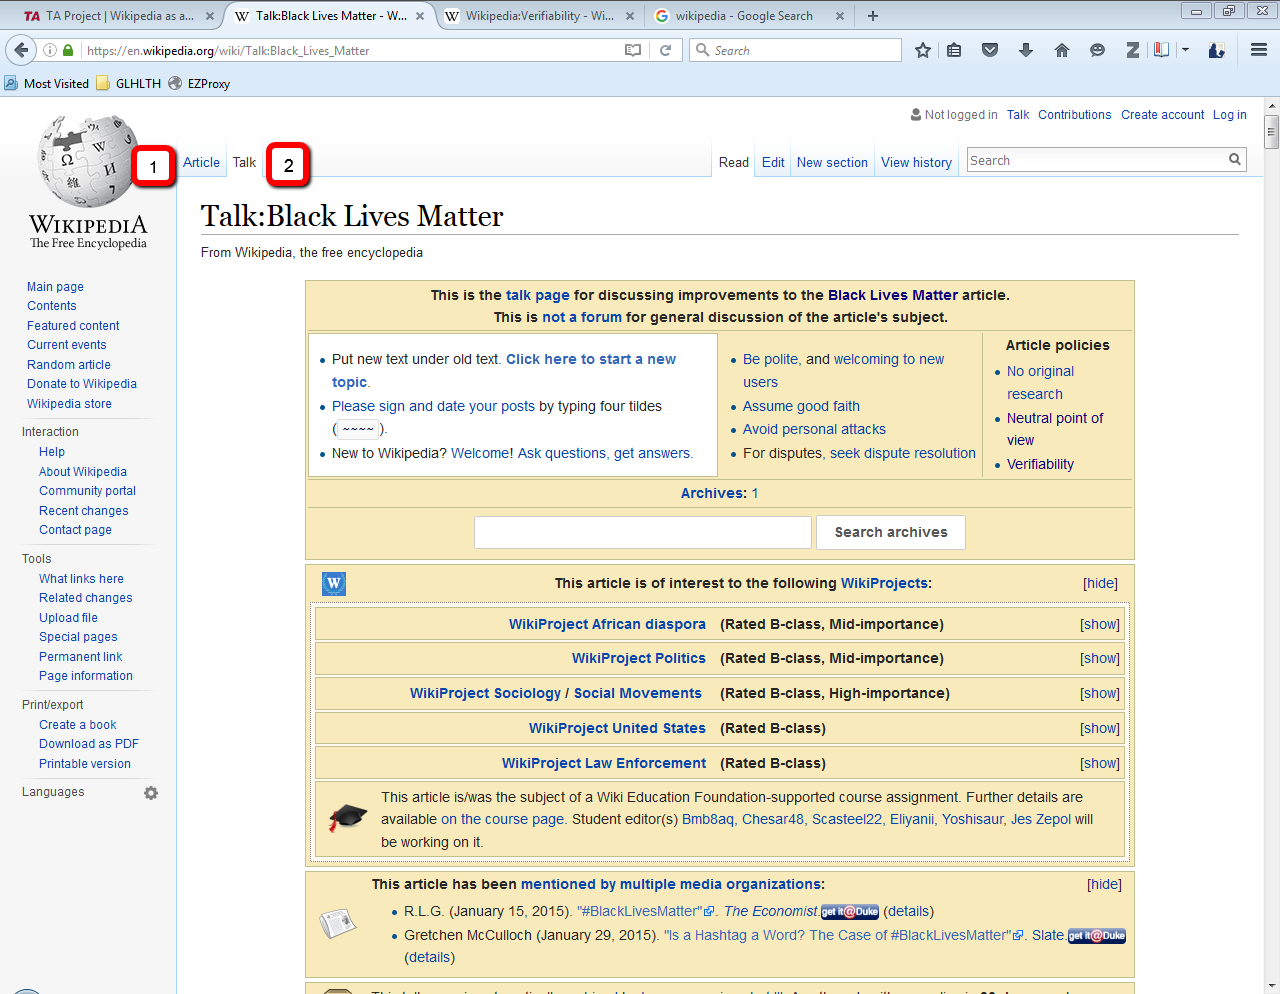 TA Project | Wikipedia as a...
Talk:Black Lives Matter - W...
Wikipedia:Verifiability - Wi...
wikipedia - Google Search
https://en.wikipedia.org/wiki/Talk:Black_Lives_Matter
Search
Most Visited GLHLTH EZProxy
Not logged in Talk Contributions Create account Log in
1 Article Talk 2 Read Edit New section View history Search
WIKIPEDIA
The Free Encyclopedia
Main page
Contents
Featured content
Current events
Random article
Donate to Wikipedia
Wikipedia store
Interaction
Help
About Wikipedia
Community portal
Recent changes
Contact page
Tools
What links here
Related changes
Upload file
Special pages
Permanent link
Page information
Print/export
Create a book
Download as PDF
Printable version
Languages
Talk:Black Lives Matter
From Wikipedia, the free encyclopedia
This is the talk page for discussing improvements to the Black Lives Matter article.
This is not a forum for general discussion of the article's subject.
Put new text under old text. Click here to start a new
topic.
Please sign and date your posts by typing four tildes
(~~~~).
New to Wikipedia? Welcome! Ask questions, get answers.
Be polite, and welcoming to new
users
Assume good faith
Avoid personal attacks
For disputes, seek dispute resolution
Article policies
No original
research
Neutral point of
view
Verifiability
Archives: 1
Search archives
This article is of interest to the following WikiProjects: [hide]
WikiProject African diaspora (Rated B-class, Mid-importance) [show]
WikiProject Politics (Rated B-class, Mid-importance) [show]
WikiProject Sociology / Social Movements (Rated B-class, High-importance) [show]
WikiProject United States (Rated B-class) [show]
WikiProject Law Enforcement (Rated B-class) [show]
This article is/was the subject of a Wiki Education Foundation-supported course assignment. Further details are
available on the course page. Student editor(s) Bmb8aq, Chesar48, Scasteel22, Eliyanii, Yoshisaur, Jes Zepol will
be working on it.
This article has been mentioned by multiple media organizations: [hide]
R.L.G. (January 15, 2015). "#BlackLivesMatter". The Economist. get it@Duke (details)
Gretchen McCulloch (January 29, 2015). "Is a Hashtag a Word? The Case of #BlackLivesMatter". Slate. get it@Duke
(details)